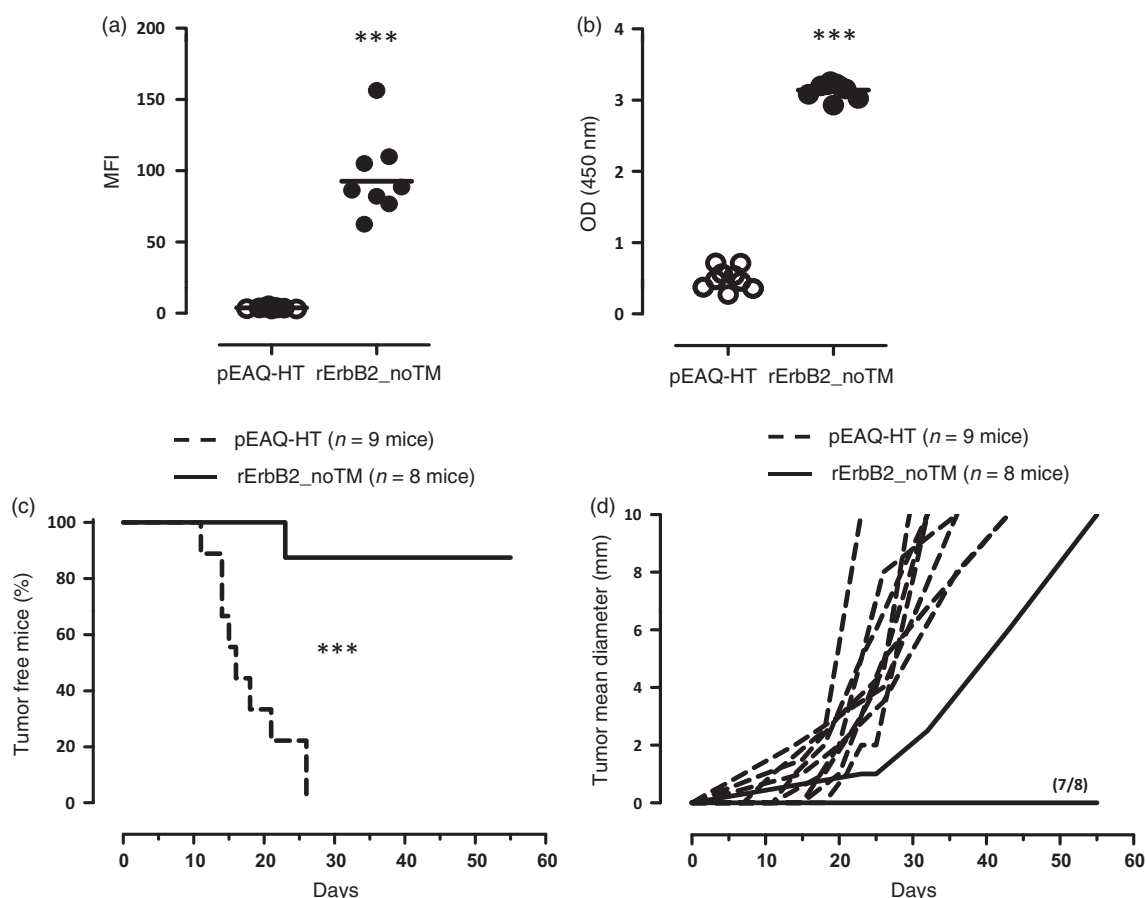 (a)
200
150
100
50
0
MFI
***
pEAQ-HT rErbB2_noTM
(b)
4
3
2
1
0
OD (450 nm)
***
pEAQ-HT rErbB2_noTM
pEAQ-HT (n = 9 mice)
rErbB2_noTM (n = 8 mice)
(c)
100
80
60
40
20
0
Tumor free mice (%)
***
0 10 20 30 40 50 60
Days
pEAQ-HT (n = 9 mice)
rErbB2_noTM (n = 8 mice)
(d)
10
8
6
4
2
0
Tumor mean diameter (mm)
(7/8)
0 10 20 30 40 50 60
Days